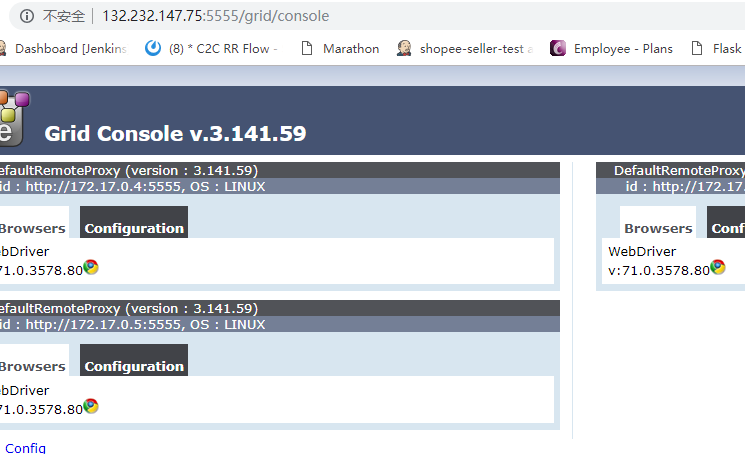 不安全 | 132.232.147.75:5555/grid/console
Dashboard [Jenkins (8) * C2C RR Flow - Marathon shopee-seller-test a Employee - Plans Flask
e
Grid Console v.3.141.59
efaultRemoteProxy (version : 3.141.59)
id : http://172.17.0.4:5555, OS : LINUX
Browsers Configuration
ebDriver
71.0.3578.80
efaultRemoteProxy (version : 3.141.59)
id : http://172.17.0.5:5555, OS : LINUX
Browsers Configuration
ebDriver
71.0.3578.80
Config
DefaultRemoteProxy
id : http://172.17.
Browsers Conf
WebDriver
v:71.0.3578.80